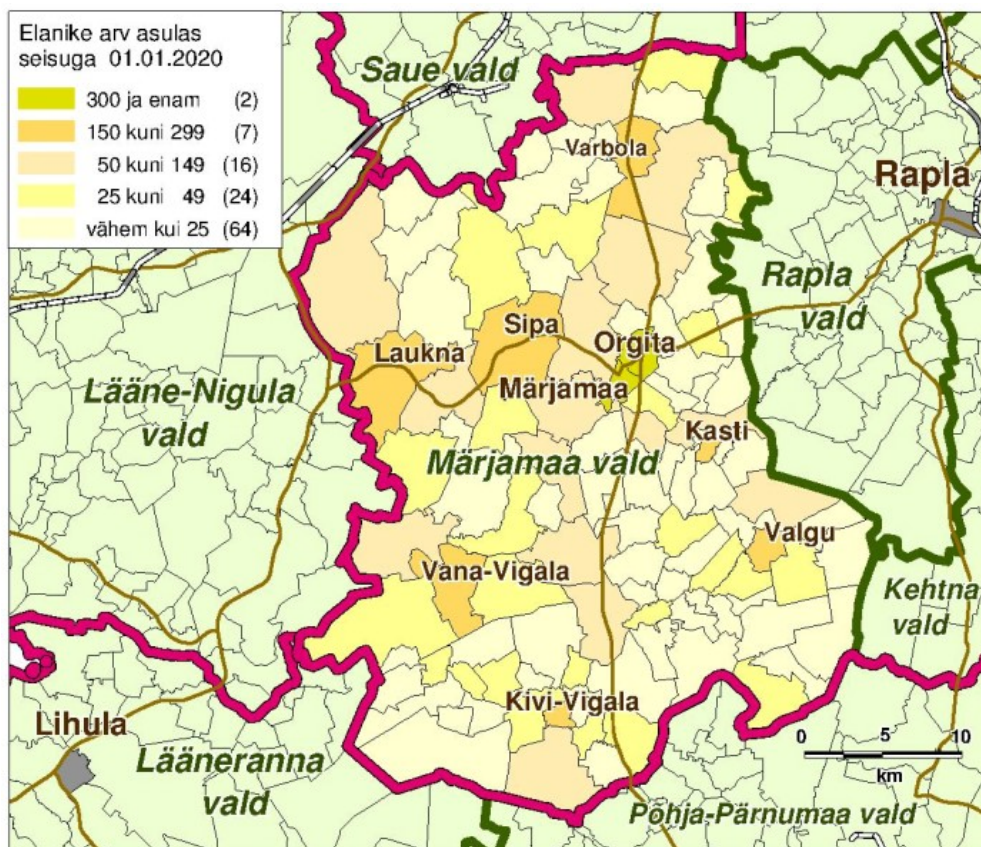 Elanike arv asulas
seisuga 01.01.2020
300 ja enam (2)
150 kuni 299 (7)
50 kuni 149 (16)
25 kuni 49 (24)
vähem kui 25 (64)
Saue vald
Varbola
Rapla
Rapla
vald
Sipa
Orgita
Laukna
Lääne-Nigula
vald
Märjamaa
Kasti
Märjamaa vald
Valgu
Vana-Vigala
Kehtna
vald
Kivi-Vigala
Lihula
Lääneranna
vald
0 5 10
km
Põhja-Pärnumaa vald